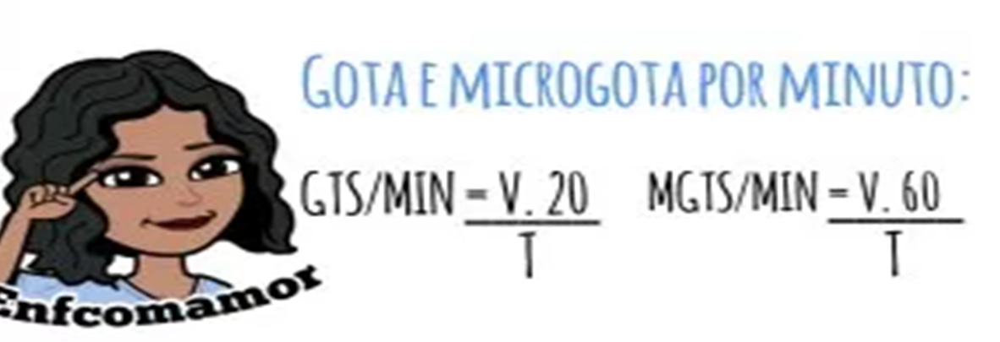 GOTA E MICROGOTA POR MINUTO:
GTS/MIN = V. 20
T
MGTS/MIN = V. 60
T
Enfcomamor